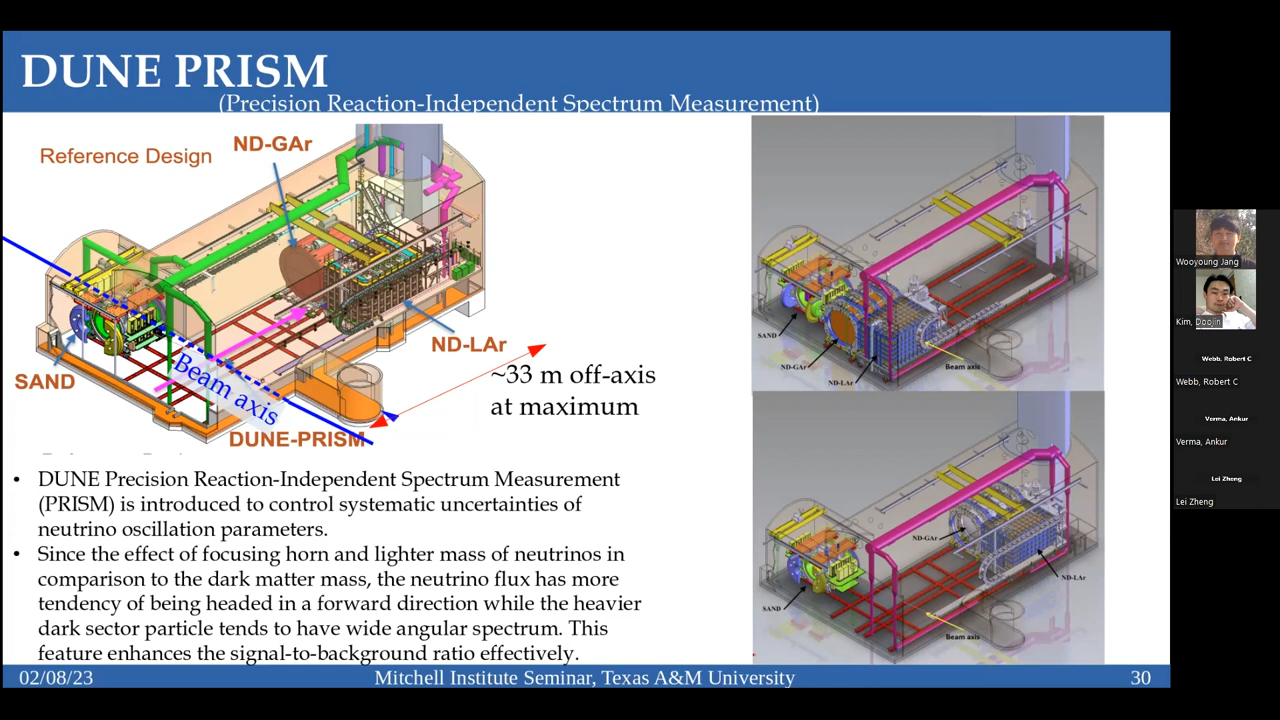 DUNE PRISM
(Precision Reaction-Independent Spectrum Measurement)
Reference Design
ND-GAr
SAND
Beam axis
ND-LAr
~33 m off-axis
at maximum
DUNE-PRISM
SAND
ND-GAr
ND-LAr
Beam axis
ND-GAr
ND-LAr
SAND
Beam axis
• DUNE Precision Reaction-Independent Spectrum Measurement
(PRISM) is introduced to control systematic uncertainties of
neutrino oscillation parameters.
• Since the effect of focusing horn and lighter mass of neutrinos in
comparison to the dark matter mass, the neutrino flux has more
tendency of being headed in a forward direction while the heavier
dark sector particle tends to have wide angular spectrum. This
feature enhances the signal-to-background ratio effectively.
02/08/23
Mitchell Institute Seminar, Texas A&M University
30
Wooyoung Jang
Kim, Doojin
Webb, Robert C
Webb, Robert C
Verma, Ankur
Verma, Ankur
Lei Zheng
Lei Zheng